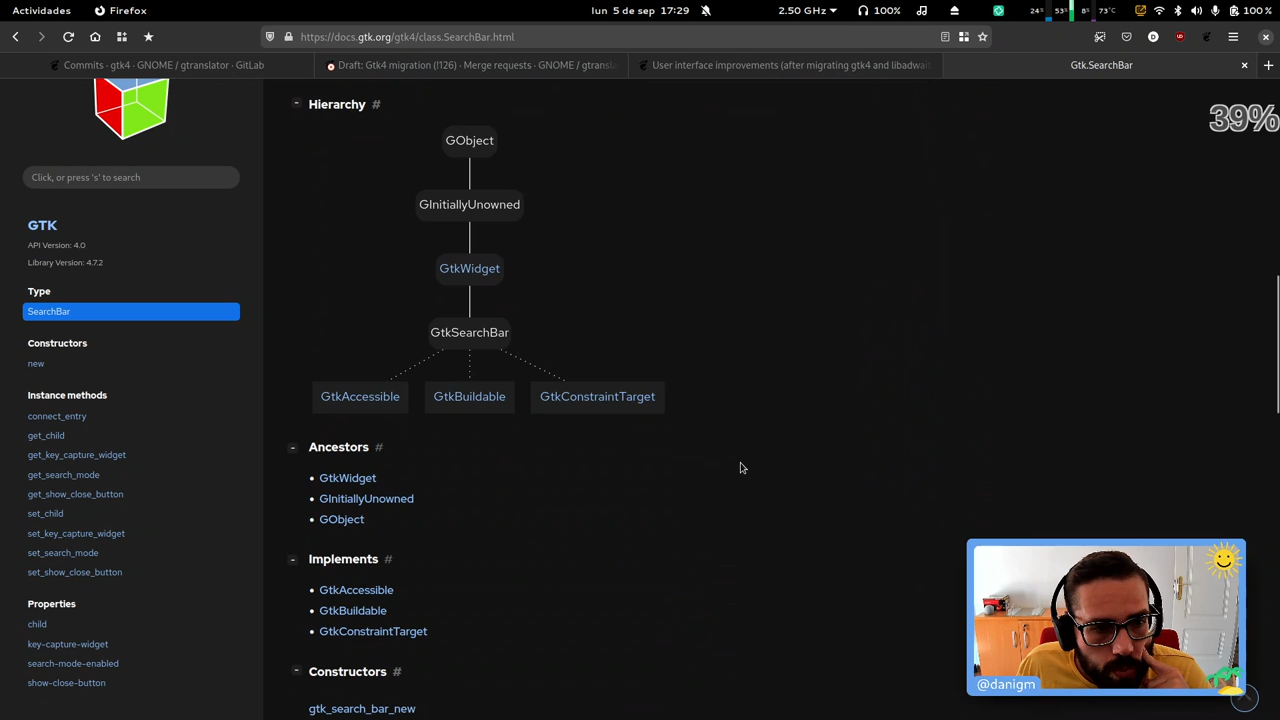 Actividades Firefox lun 5 de sep 17:29 24% 53% 8% 73°C 2.50 GHz 100% 100%
https://docs.gtk.org/gtk4/class.SearchBar.html
Commits · gtk4 · GNOME / gtranslator · GitLab
Draft: Gtk4 migration (!126) · Merge requests · GNOME / gtransl
User interface improvements (after migrating gtk4 and libadwait
Gtk.SearchBar
39%
Click, or press 's' to search
GTK
API Version: 4.0
Library Version: 4.7.2
Type
SearchBar
Constructors
new
Instance methods
connect_entry
get_child
get_key_capture_widget
get_search_mode
get_show_close_button
set_child
set_key_capture_widget
set_search_mode
set_show_close_button
Properties
child
key-capture-widget
search-mode-enabled
show-close-button
- Hierarchy #
GObject
GInitiallyUnowned
GtkWidget
GtkSearchBar
GtkAccessible GtkBuildable GtkConstraintTarget
- Ancestors #
• GtkWidget
• GInitiallyUnowned
• GObject
- Implements #
• GtkAccessible
• GtkBuildable
• GtkConstraintTarget
- Constructors #
gtk_search_bar_new
@danigm